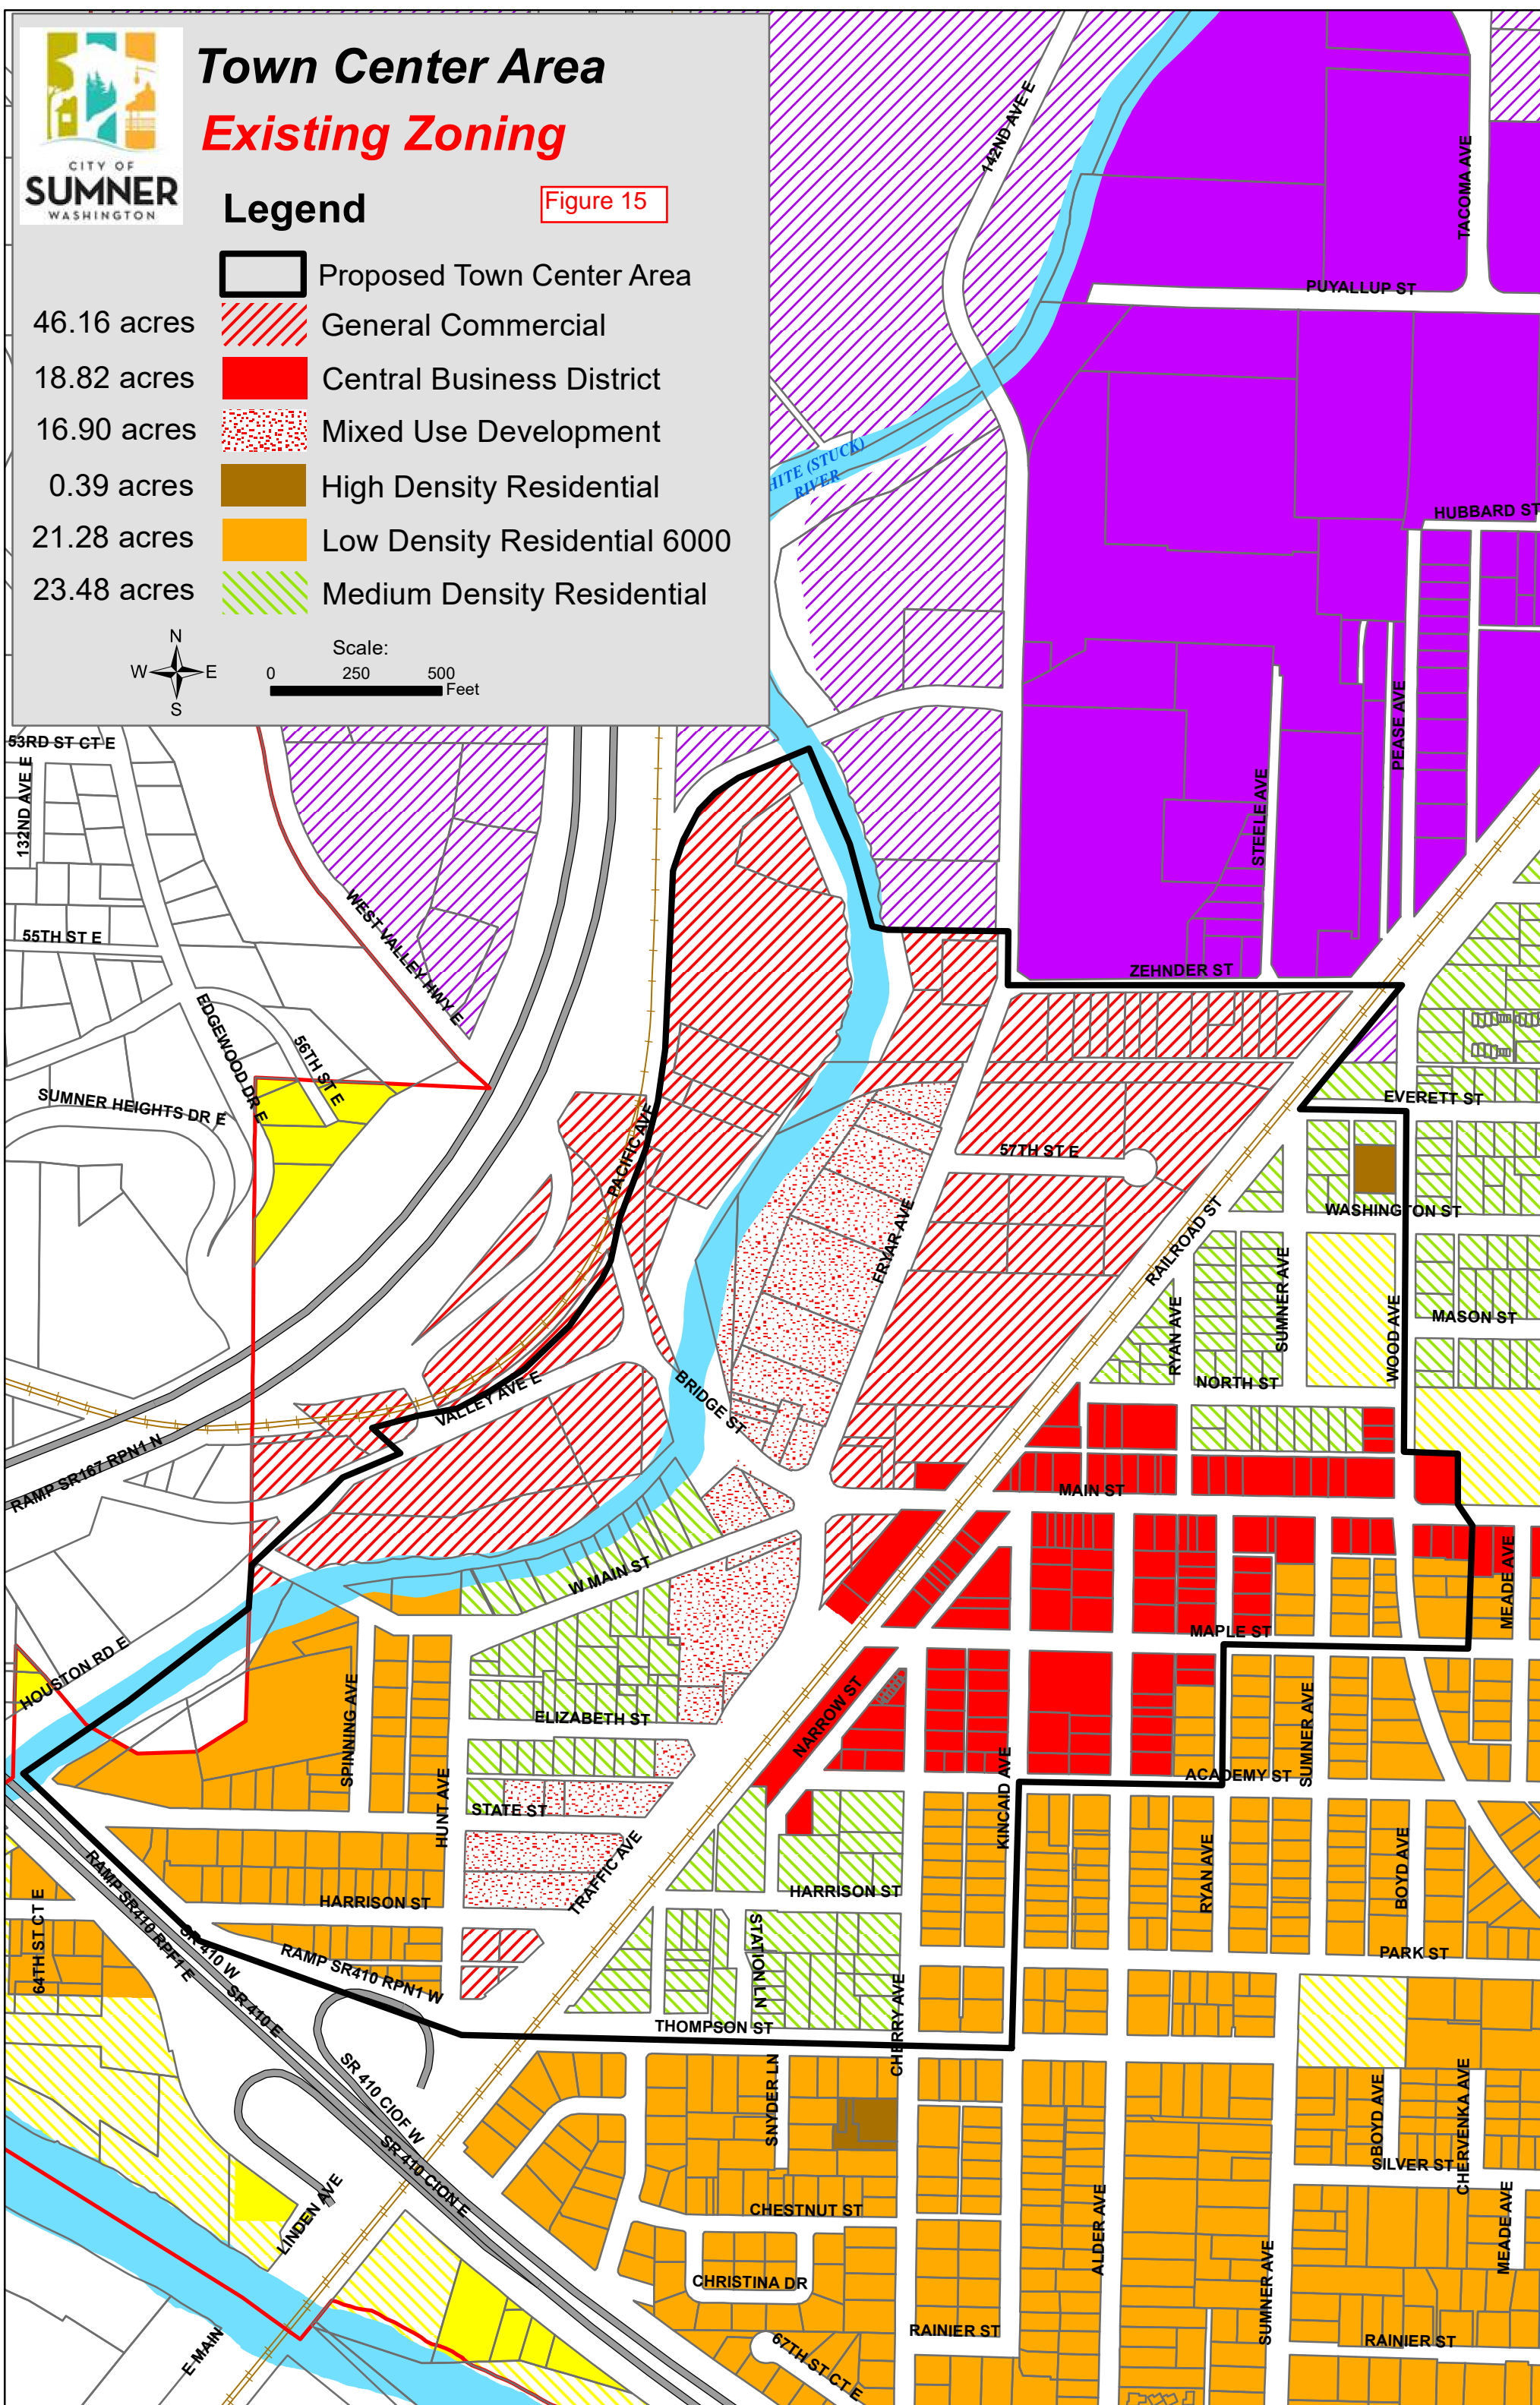 Town Center Area
Existing Zoning
CITY OF
SUMNER
WASHINGTON
Legend
Figure 15
Proposed Town Center Area
46.16 acres General Commercial
18.82 acres Central Business District
16.90 acres Mixed Use Development
0.39 acres High Density Residential
21.28 acres Low Density Residential 6000
23.48 acres Medium Density Residential
N
W E
S
Scale:
0 250 500
Feet
142ND AVE E
TACOMA AVE
PUYALLUP ST
HITE (STUCK)
RIVER
HUBBARD ST
PEASE AVE
STEELE AVE
53RD ST CT E
132ND AVE E
55TH ST E
WEST VALLEY HWY E
EDGEWOOD DR E
56TH ST E
SUMNER HEIGHTS DR E
ZEHNDER ST
EVERETT ST
57TH ST E
PACIFIC AVE
FRYAR AVE
RAILROAD ST
WASHINGTON ST
SUMNER AVE
RYAN AVE
WOOD AVE
MASON ST
NORTH ST
VALLEY AVE E
BRIDGE ST
RAMP SR167 RPN1 N
MAIN ST
W MAIN ST
MEADE AVE
MAPLE ST
HOUSTON RD E
SPINNING AVE
ELIZABETH ST
NARROW ST
SUMNER AVE
KINCAID AVE
ACADEMY ST
HUNT AVE
STATE ST
TRAFFIC AVE
RYAN AVE
BOYD AVE
HARRISON ST
HARRISON ST
64TH ST CT E
RAMP SR410 RPF1 E
SR 410 W
SR 410 E
RAMP SR410 RPN1 W
STATION LN
PARK ST
THOMPSON ST
CHERRY AVE
SR 410 CIOF W
SR 410 CION E
SNYDER LN
BOYD AVE
CHERVENKA AVE
SILVER ST
LINDEN AVE
CHESTNUT ST
ALDER AVE
SUMNER AVE
MEADE AVE
CHRISTINA DR
RAINIER ST
RAINIER ST
E MAIN
67TH ST CT E